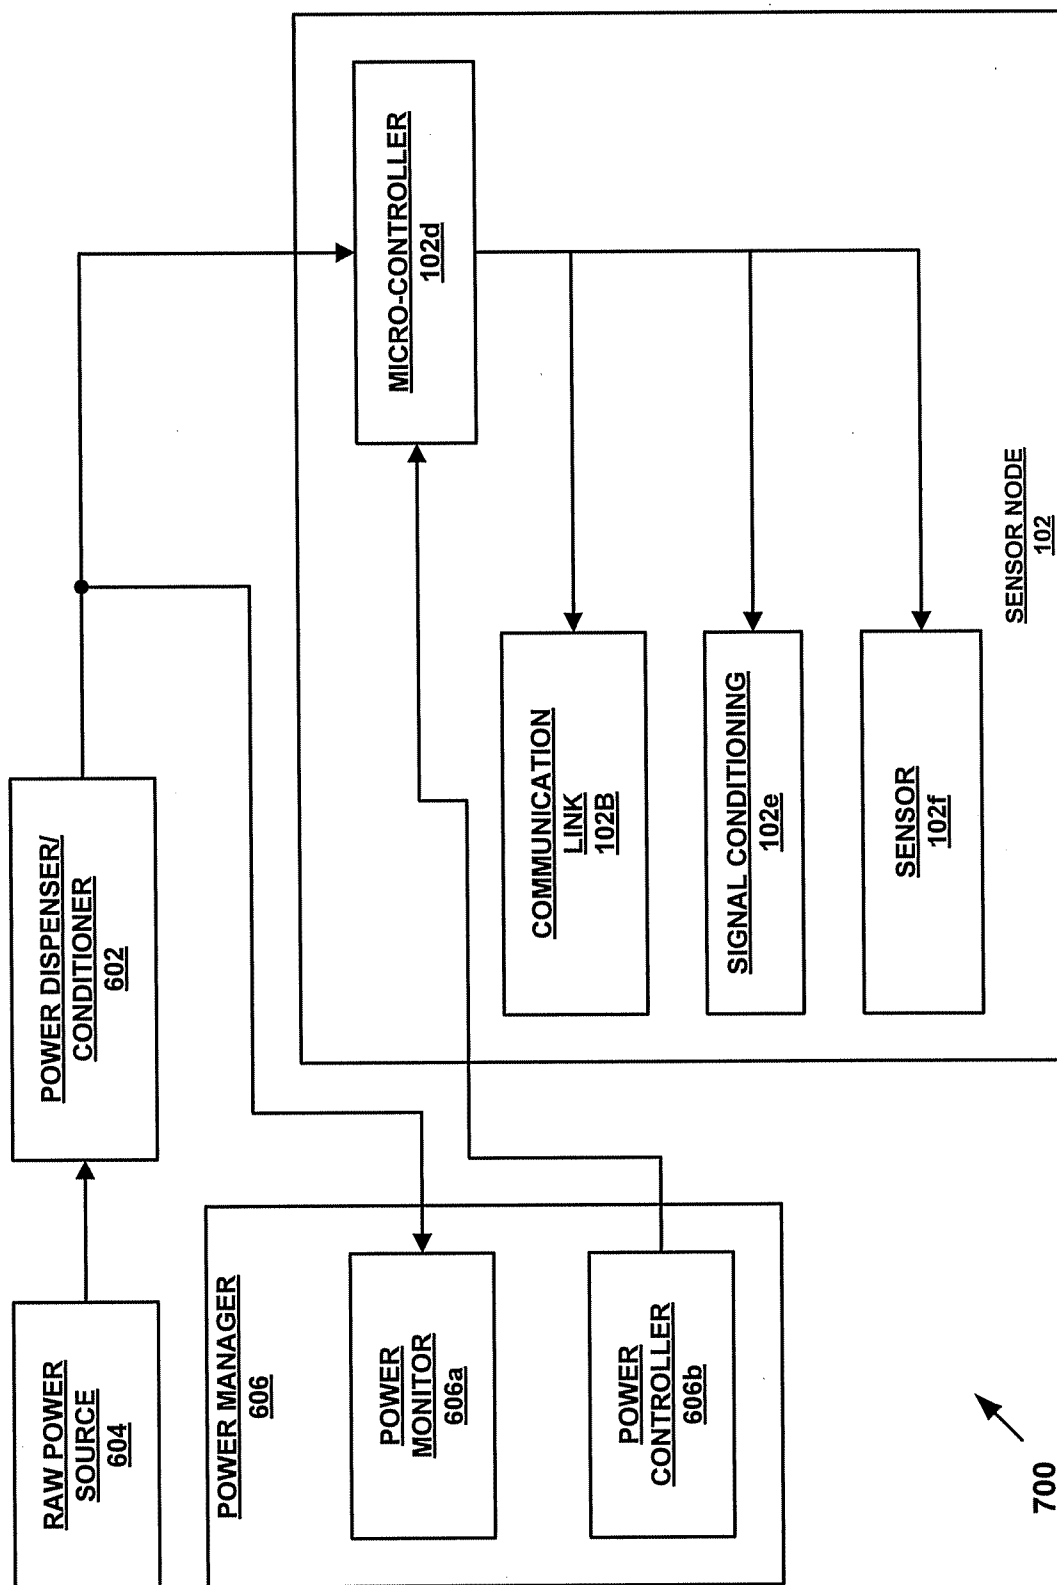 RAW POWER
SOURCE
604
POWER DISPENSER/
CONDITIONER
602
POWER MANAGER
606
POWER
MONITOR
606a
POWER
CONTROLLER
606b
MICRO-CONTROLLER
102d
COMMUNICATION
LINK
102B
SIGNAL CONDITIONING
102e
SENSOR
102f
SENSOR NODE
102
700